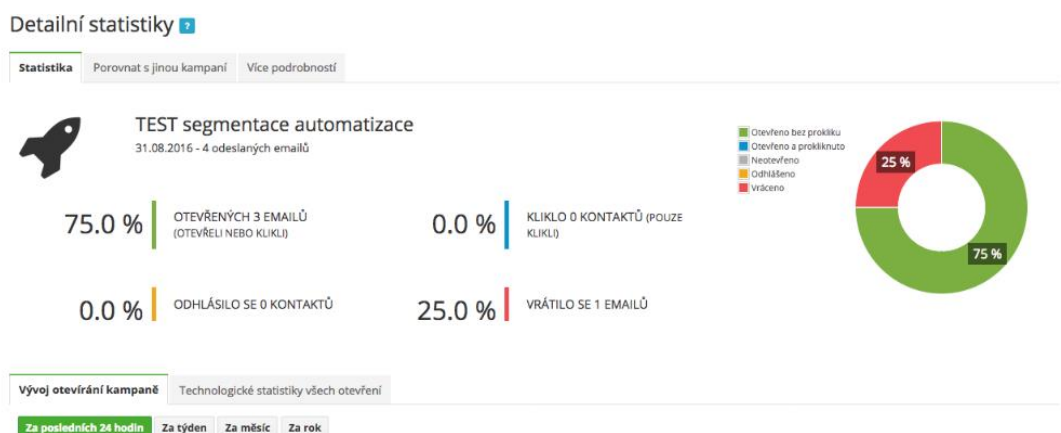 Detailní statistiky ?
Statistika Porovnat s jinou kampaní Více podrobností
TEST segmentace automatizace
31.08.2016 - 4 odeslaných emailů
75.0 % OTEVŘENÝCH 3 EMAILŮ
(OTEVŘELI NEBO KLIKLI)
0.0 % KLIKLO 0 KONTAKTŮ (POUZE
KLIKLI)
0.0 % ODHLÁSILO SE 0 KONTAKTŮ
25.0 % VRÁTILO SE 1 EMAILŮ
Otevřeno bez prokliku
Otevřeno a prokliknuto
Neotevřeno
Odhlášeno
Vráceno
25 %
75 %
Vývoj otevírání kampaně Technologické statistiky všech otevření
Za posledních 24 hodin Za týden Za měsíc Za rok